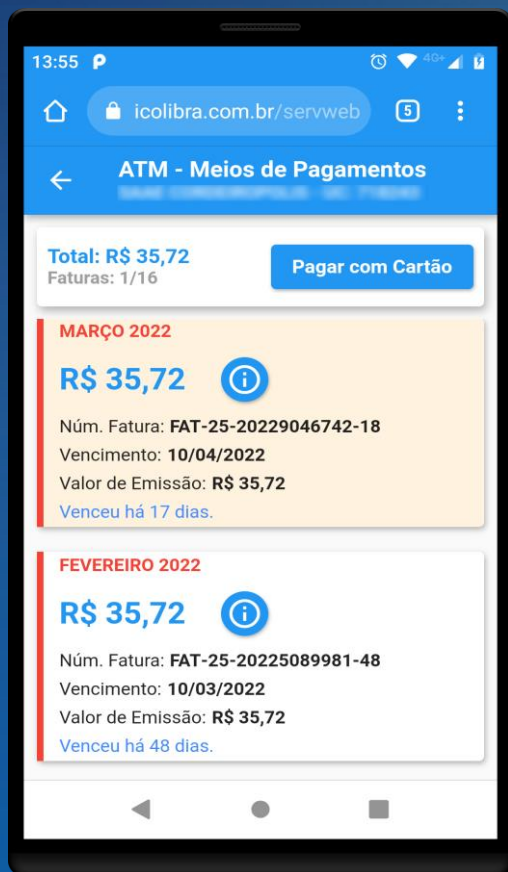 13:55 P 4G+
icolibra.com.br/servweb 5
ATM - Meios de Pagamentos
Total: R$ 35,72
Faturas: 1/16
Pagar com Cartão
MARÇO 2022
R$ 35,72
Núm. Fatura: FAT-25-20229046742-18
Vencimento: 10/04/2022
Valor de Emissão: R$ 35,72
Venceu há 17 dias.
FEVEREIRO 2022
R$ 35,72
Núm. Fatura: FAT-25-20225089981-48
Vencimento: 10/03/2022
Valor de Emissão: R$ 35,72
Venceu há 48 dias.